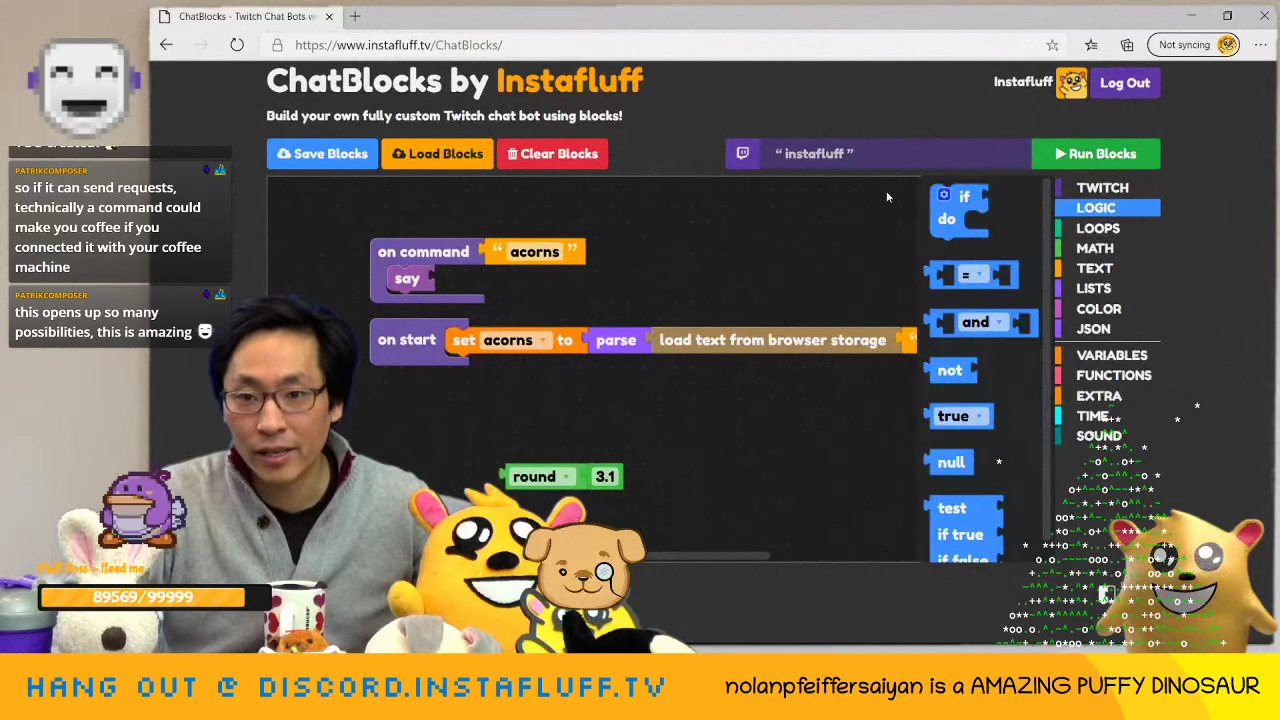 ChatBlocks - Twitch Chat Bots w
https://www.instafluff.tv/ChatBlocks/
Not syncing
ChatBlocks by Instafluff
Instafluff
Log Out
Build your own fully custom Twitch chat bot using blocks!
Save Blocks
Load Blocks
Clear Blocks
“ instafluff ”
Run Blocks
PATRIKCOMPOSER
so if it can send requests,
technically a command could
make you coffee if you
connected it with your coffee
machine
PATRIKCOMPOSER
this opens up so many
possibilities, this is amazing
on command “ acorns ”
say
on start set acorns to parse load text from browser storage “
round 3.1
if
do
=
and
not
true
null
test
if true
if false
TWITCH
LOGIC
LOOPS
MATH
TEXT
LISTS
COLOR
JSON
VARIABLES
FUNCTIONS
EXTRA
TIME
SOUND
89569/99999
HANG OUT @ DISCORD.INSTAFLUFF.TV
nolanpfeiffersaiyan is a AMAZING PUFFY DINOSAUR